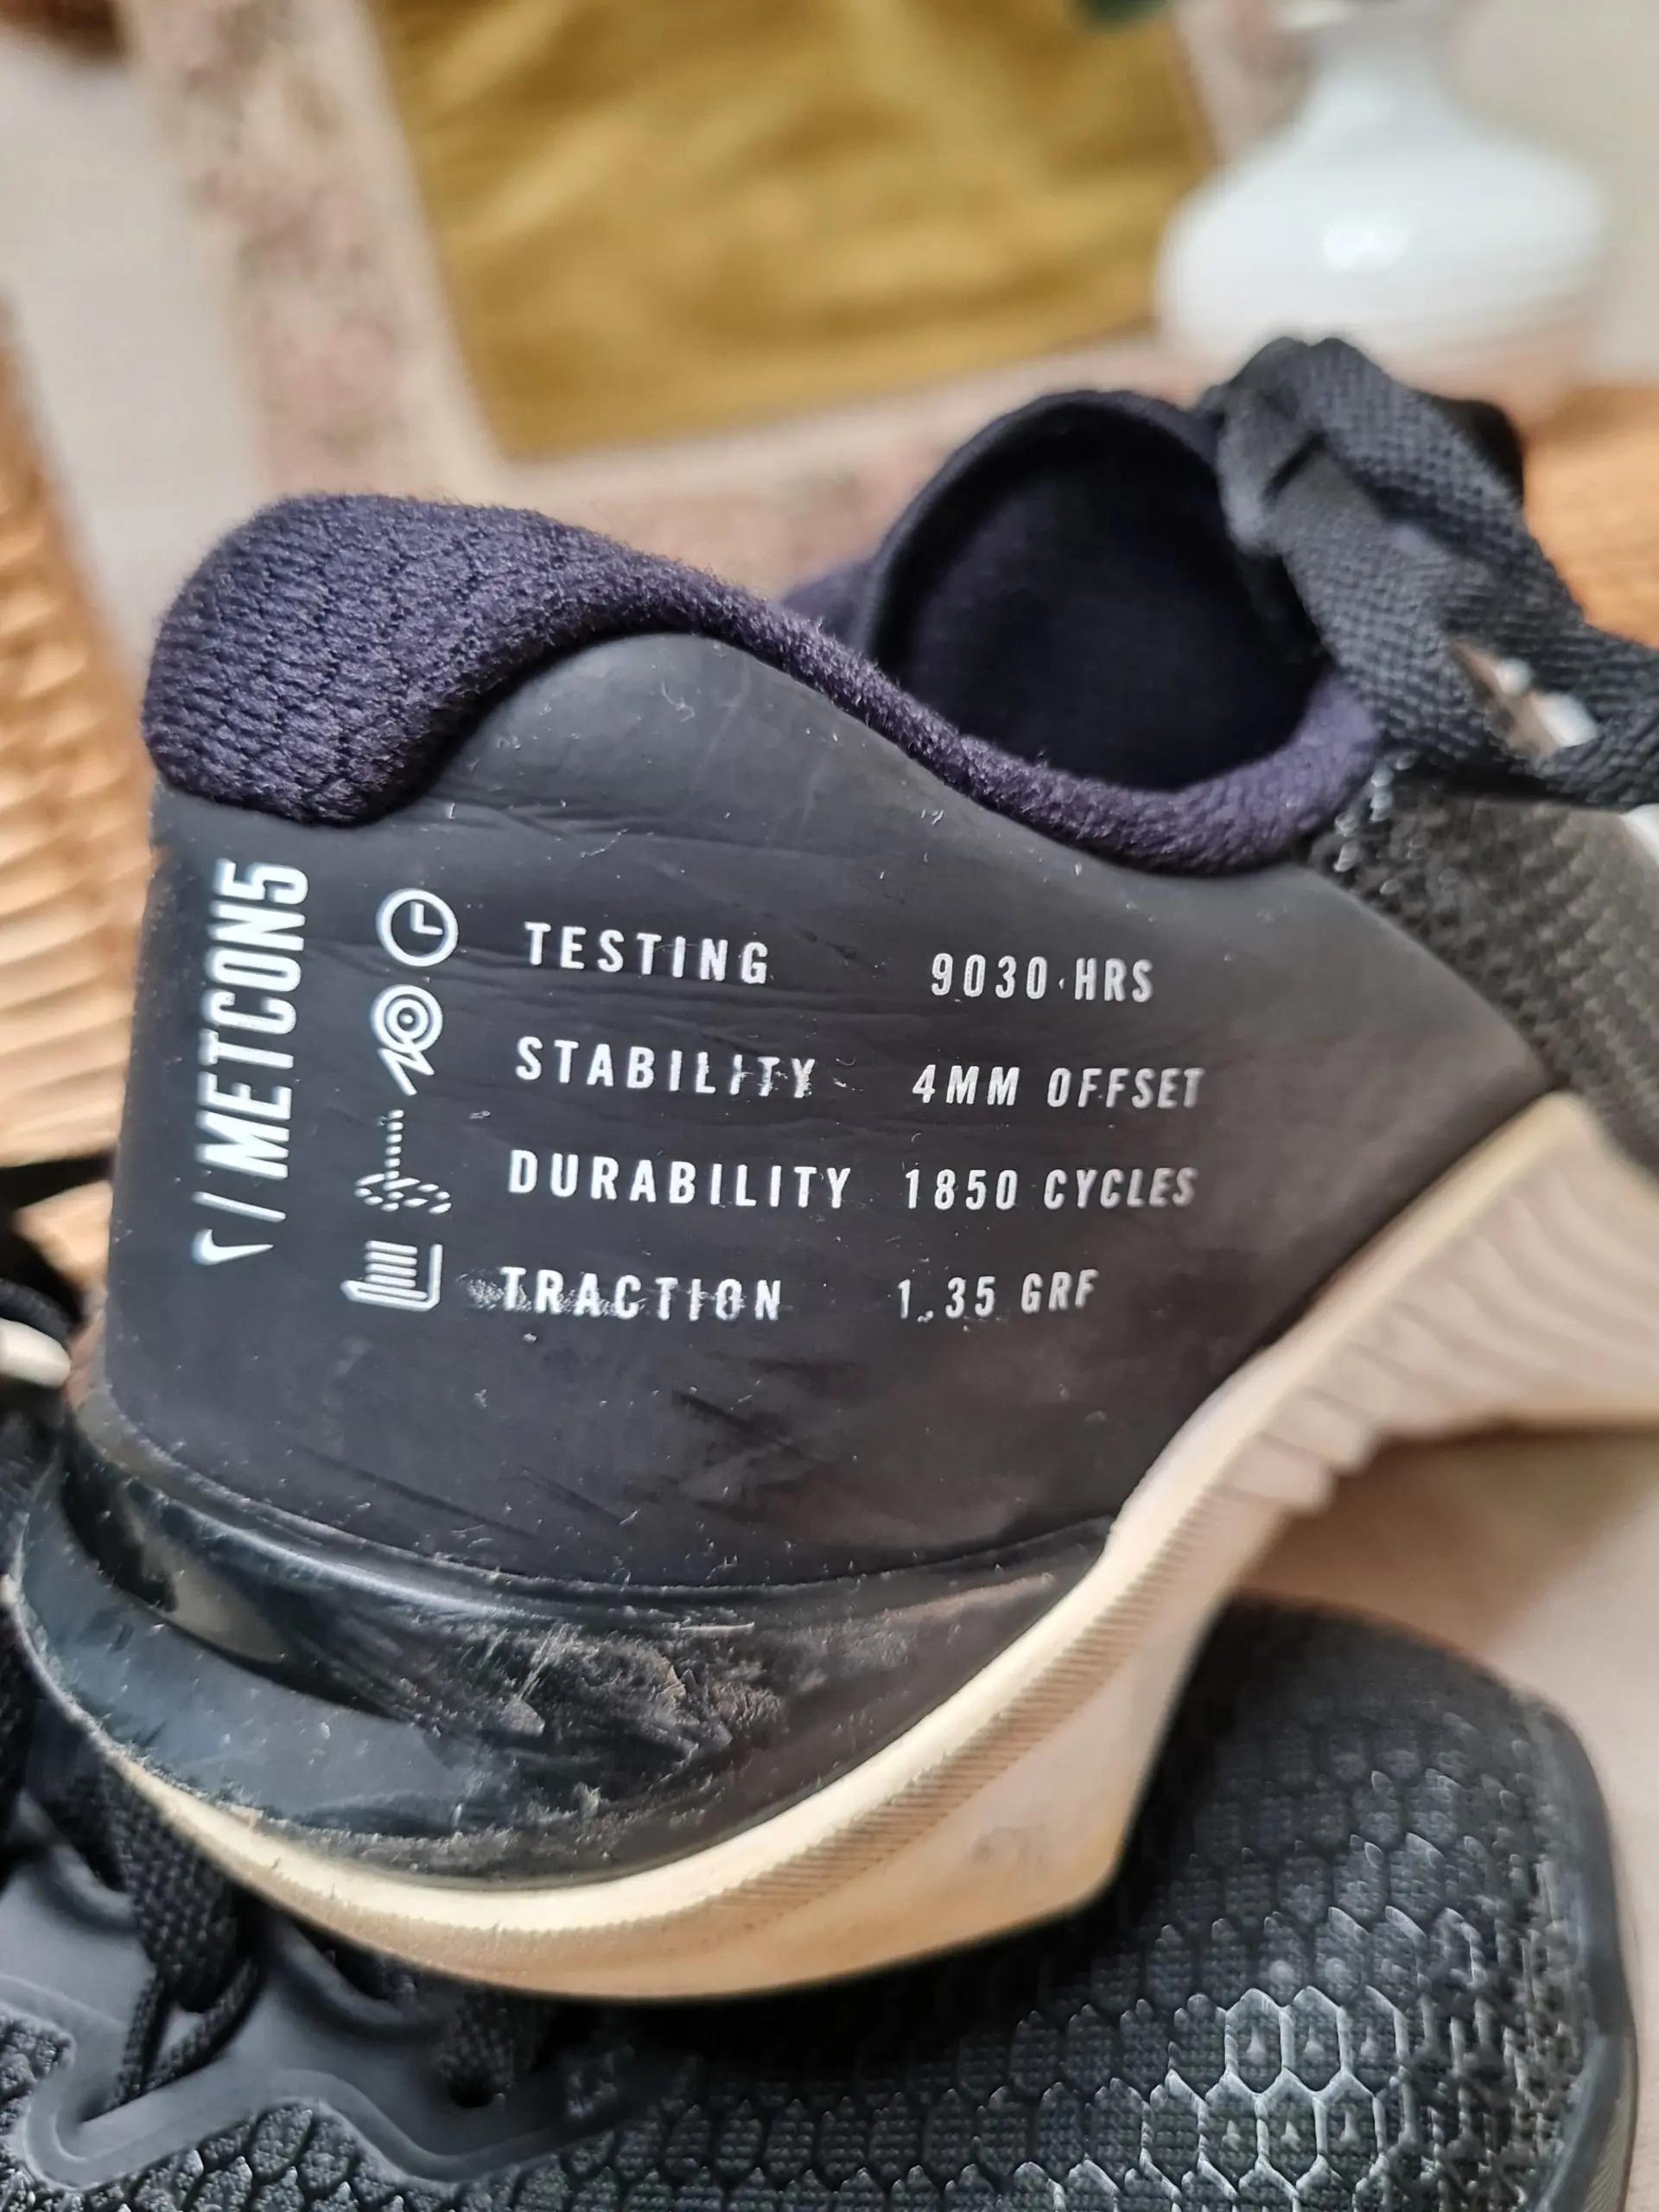 / METCON5
TESTING 9030 HRS
STABILITY 4MM OFFSET
DURABILITY 1850 CYCLES
TRACTION 1.35 GRF